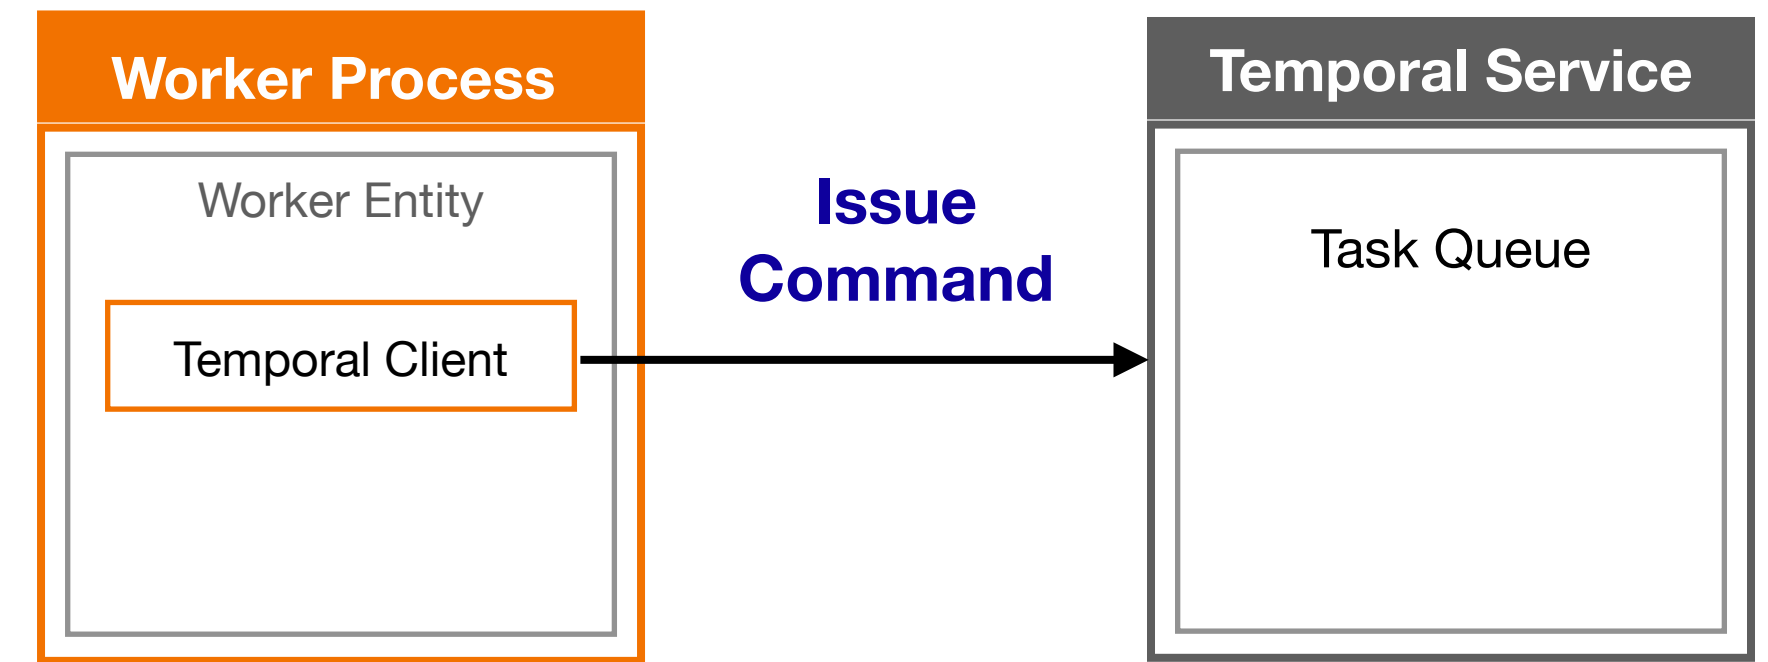 Worker Process
Worker Entity
Temporal Client
Issue
Command
Temporal Service
Task Queue